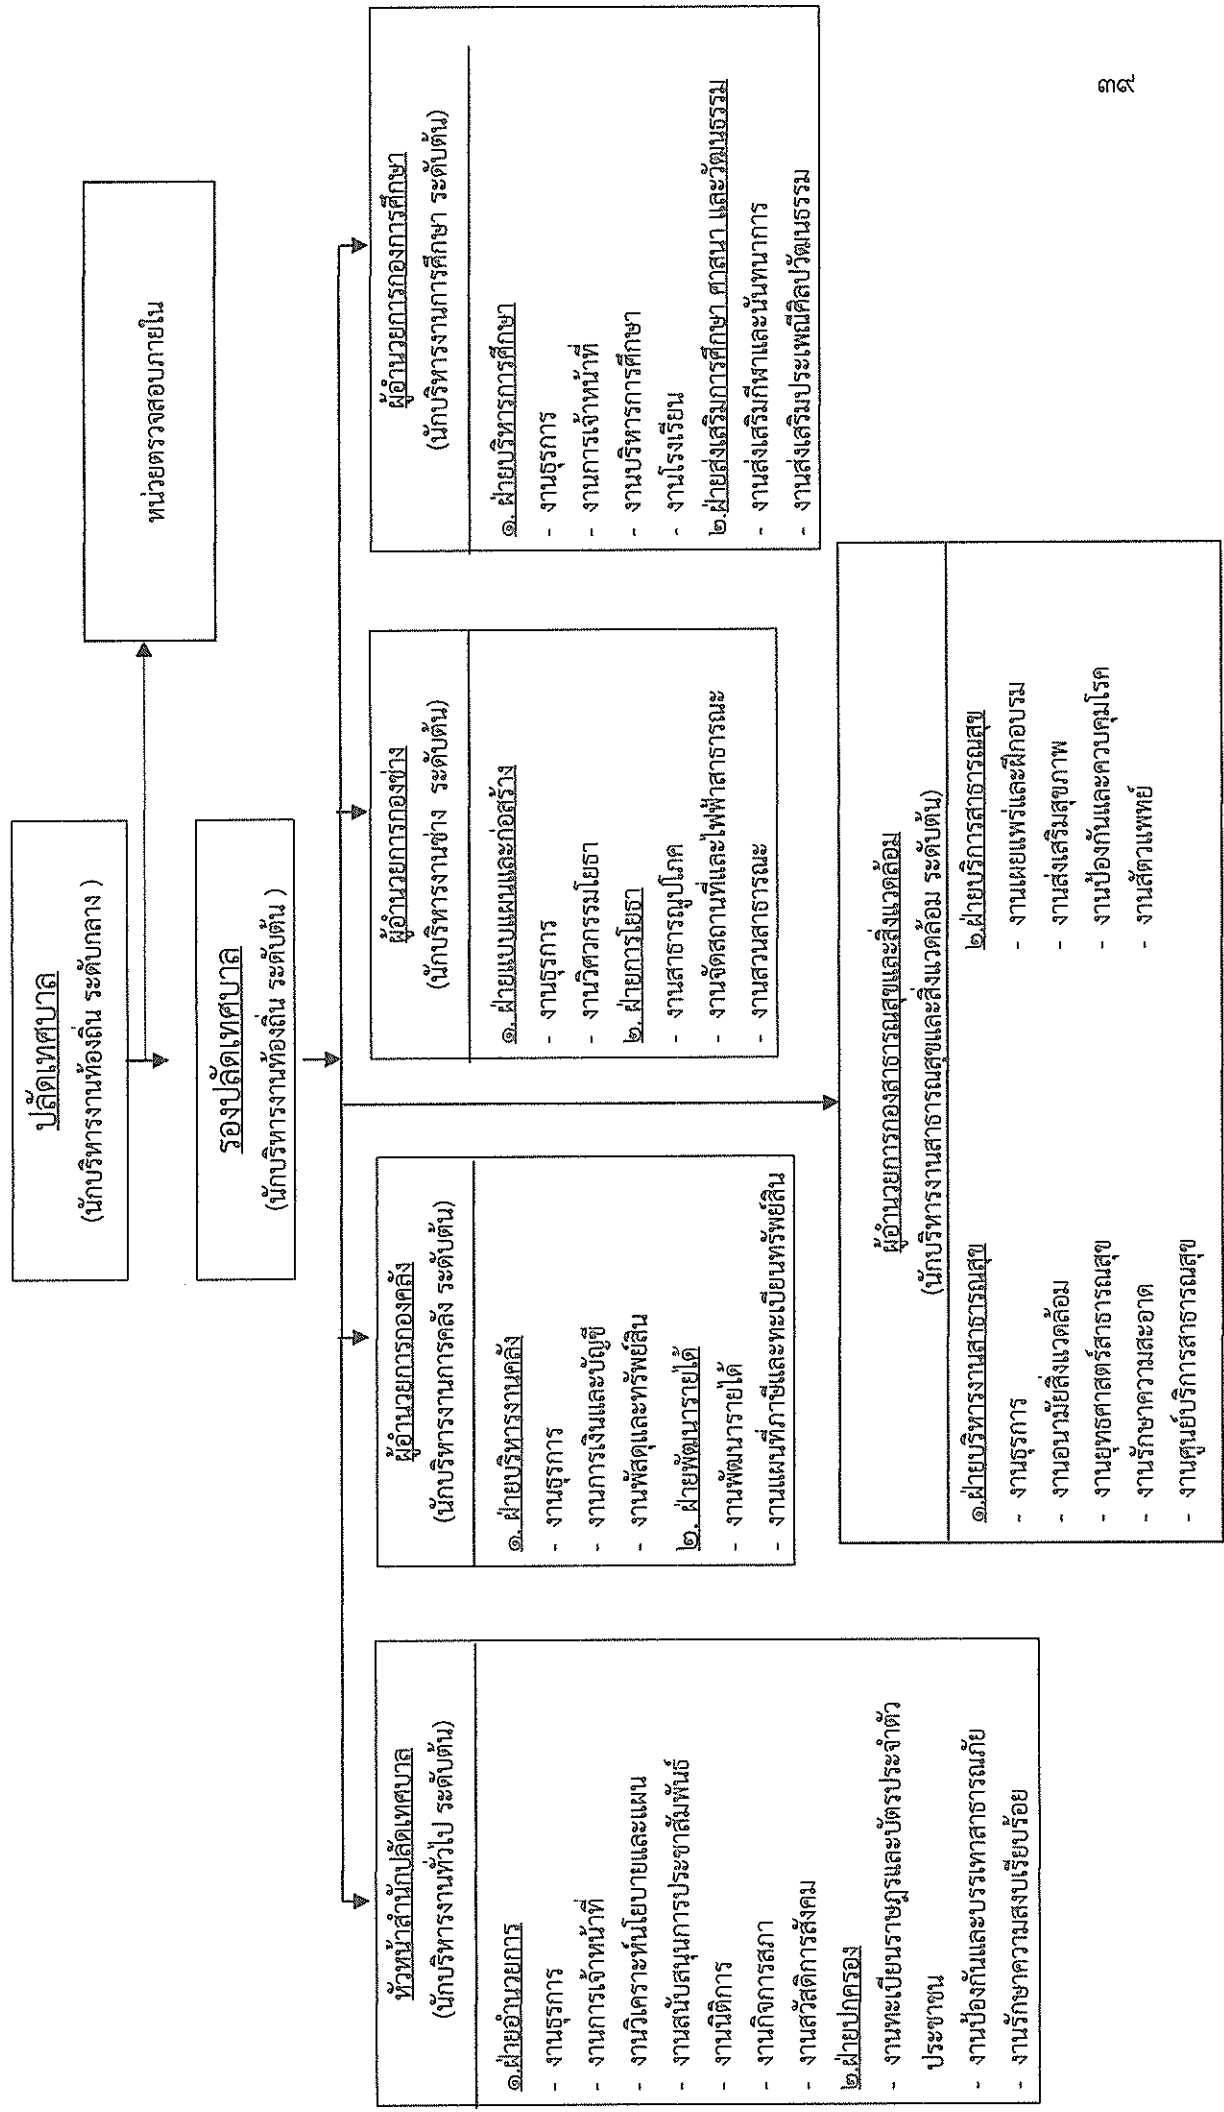 ปลัดเทศบาล
(นักบริหารงานท้องถิ่น ระดับกลาง )
หน่วยตรวจสอบภายใน
รองปลัดเทศบาล
(นักบริหารงานท้องถิ่น ระดับต้น )
หัวหน้าสำนักปลัดเทศบาล
(นักบริหารงานทั่วไป ระดับต้น)
๑.ฝ่ายอำนวยการ
- งานธุรการ
- งานการเจ้าหน้าที่
- งานวิเคราะห์นโยบายและแผน
- งานสนับสนุนการประชาสัมพันธ์
- งานนิติการ
- งานกิจการสภา
- งานสวัสดิการสังคม
๒.ฝ่ายปกครอง
- งานทะเบียนราษฎรและบัตรประจำตัว
ประชาชน
- งานป้องกันและบรรเทาสาธารณภัย
- งานรักษาความสงบเรียบร้อย
ผู้อำนวยการกองคลัง
(นักบริหารงานการคลัง ระดับต้น)
๑. ฝ่ายบริหารงานคลัง
- งานธุรการ
- งานการเงินและบัญชี
- งานพัสดุและทรัพย์สิน
๒. ฝ่ายพัฒนารายได้
- งานพัฒนารายได้
- งานแผนที่ภาษีและทะเบียนทรัพย์สิน
ผู้อำนวยการกองช่าง
(นักบริหารงานช่าง ระดับต้น)
๑. ฝ่ายแบบแผนและก่อสร้าง
- งานธุรการ
- งานวิศวกรรมโยธา
๒. ฝ่ายการโยธา
- งานสาธารณูปโภค
- งานจัดสถานที่และไฟฟ้าสาธารณะ
- งานสวนสาธารณะ
ผู้อำนวยการกองการศึกษา
(นักบริหารงานการศึกษา ระดับต้น)
๑. ฝ่ายบริหารการศึกษา
- งานธุรการ
- งานการเจ้าหน้าที่
- งานบริหารการศึกษา
- งานโรงเรียน
๒.ฝ่ายส่งเสริมการศึกษา ศาสนา และวัฒนธรรม
- งานส่งเสริมกีฬาและนันทนาการ
- งานส่งเสริมประเพณีศิลปวัฒนธรรม
ผู้อำนวยการกองสาธารณสุขและสิ่งแวดล้อม
(นักบริหารงานสาธารณสุขและสิ่งแวดล้อม ระดับต้น)
๑.ฝ่ายบริหารงานสาธารณสุข
- งานธุรการ
- งานอนามัยสิ่งแวดล้อม
- งานยุทธศาสตร์สาธารณสุข
- งานรักษาความสะอาด
- งานศูนย์บริการสาธารณสุข
๒.ฝ่ายบริการสาธารณสุข
- งานเผยแพร่และฝึกอบรม
- งานส่งเสริมสุขภาพ
- งานป้องกันและควบคุมโรค
- งานสัตวแพทย์
๓๙